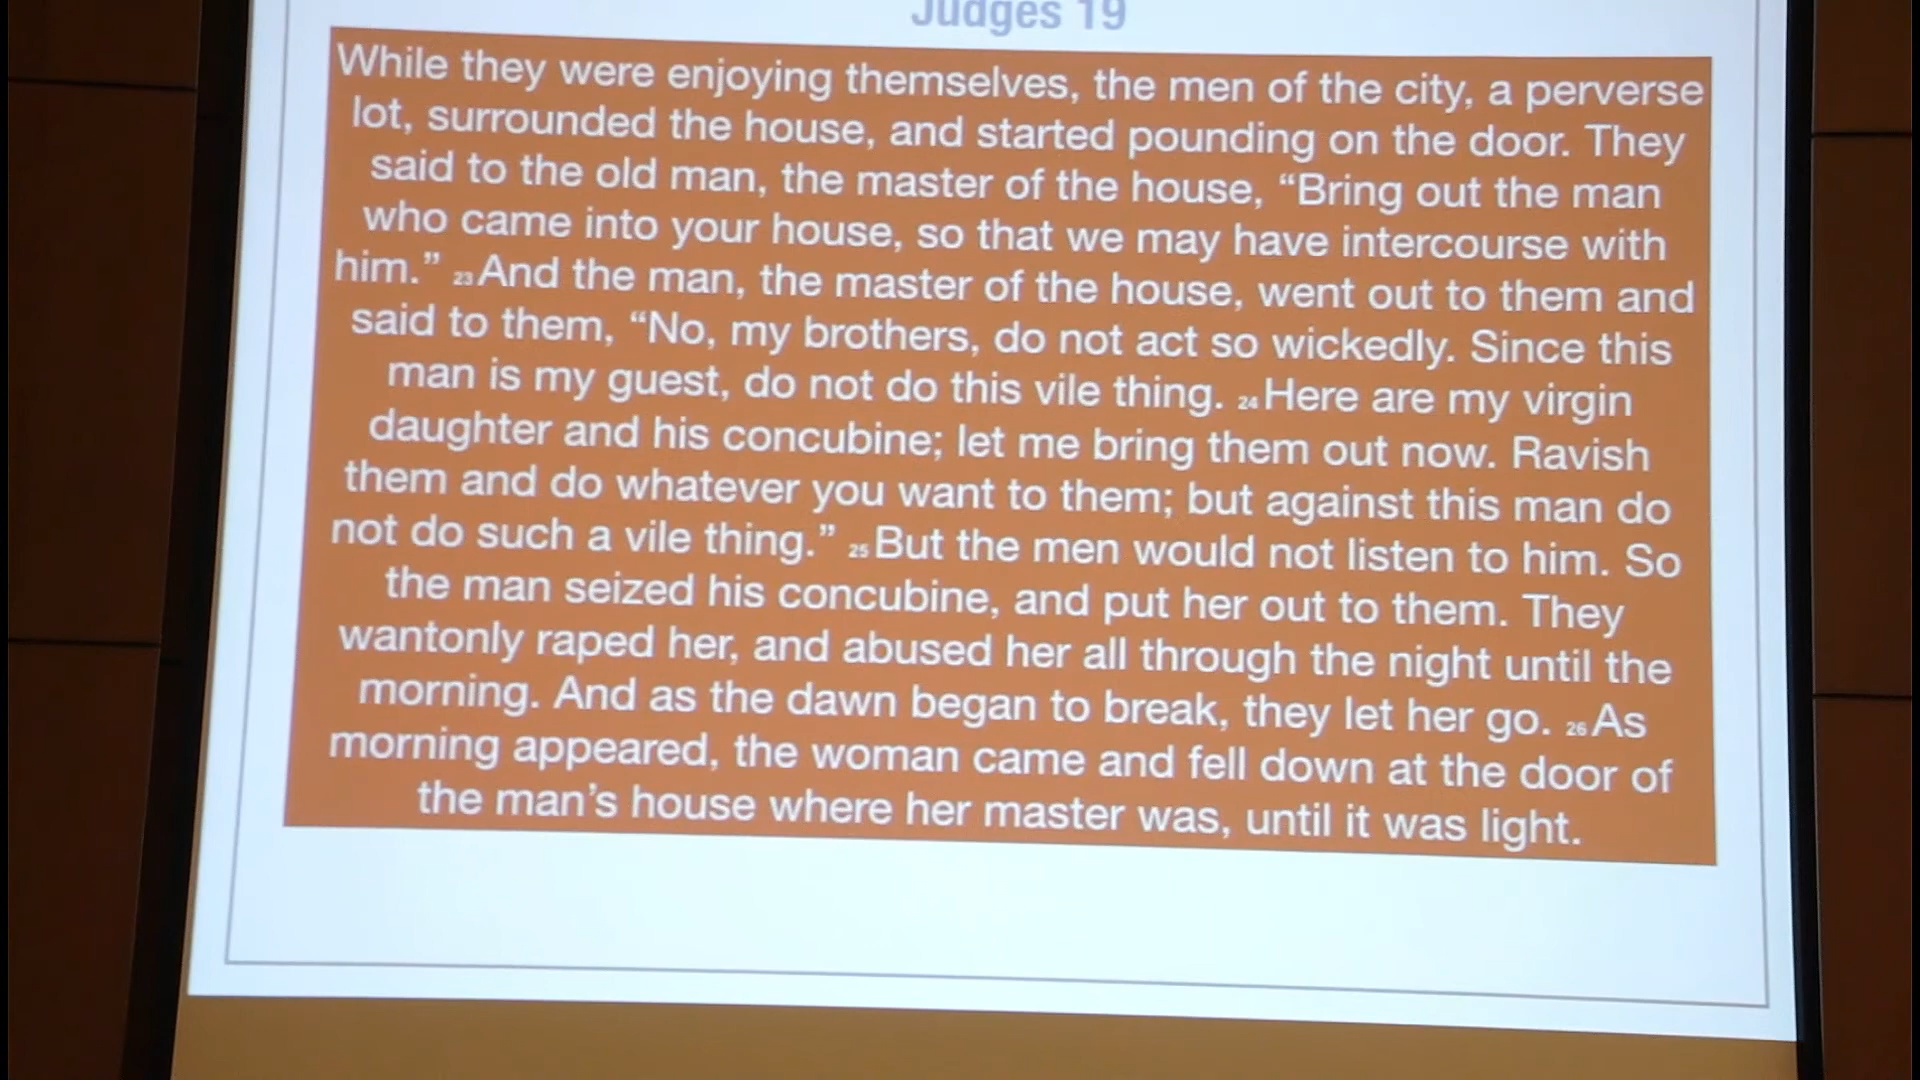 Judges 19
While they were enjoying themselves, the men of the city, a perverse
lot, surrounded the house, and started pounding on the door. They
said to the old man, the master of the house, “Bring out the man
who came into your house, so that we may have intercourse with
him.” 23 And the man, the master of the house, went out to them and
said to them, “No, my brothers, do not act so wickedly. Since this
man is my guest, do not do this vile thing. 24 Here are my virgin
daughter and his concubine; let me bring them out now. Ravish
them and do whatever you want to them; but against this man do
not do such a vile thing.” 25 But the men would not listen to him. So
the man seized his concubine, and put her out to them. They
wantonly raped her, and abused her all through the night until the
morning. And as the dawn began to break, they let her go. 26 As
morning appeared, the woman came and fell down at the door of
the man’s house where her master was, until it was light.